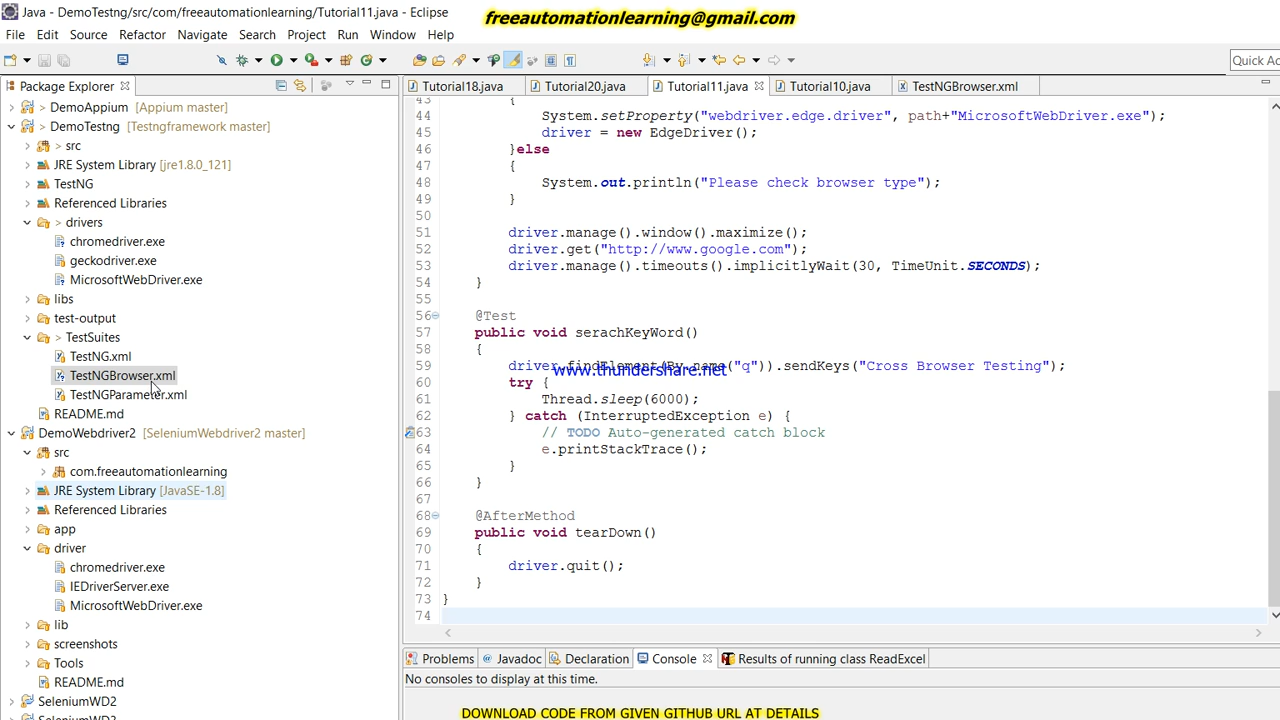 Java - DemoTestng/src/com/freeautomationlearning/Tutorial11.java - Eclipse
freeautomationlearning@gmail.com
File Edit Source Refactor Navigate Search Project Run Window Help
Quick Ac
Package Explorer
Tutorial18.java Tutorial20.java Tutorial11.java Tutorial10.java TestNGBrowser.xml
> DemoAppium [Appium master]
> DemoTestng [Testngframework master]
> src
JRE System Library [jre1.8.0_121]
TestNG
Referenced Libraries
> drivers
chromedriver.exe
geckodriver.exe
MicrosoftWebDriver.exe
libs
test-output
> TestSuites
TestNG.xml
TestNGBrowser.xml
TestNGParameter.xml
README.md
DemoWebdriver2 [SeleniumWebdriver2 master]
src
com.freeautomationlearning
JRE System Library [JavaSE-1.8]
Referenced Libraries
app
driver
chromedriver.exe
IEDriverServer.exe
MicrosoftWebDriver.exe
lib
screenshots
Tools
README.md
SeleniumWD2
SeleniumWD3
43 {
44 System.setProperty("webdriver.edge.driver", path+"MicrosoftWebDriver.exe");
45 driver = new EdgeDriver();
46 }else
47 {
48 System.out.println("Please check browser type");
49 }
50
51 driver.manage().window().maximize();
52 driver.get("http://www.google.com");
53 driver.manage().timeouts().implicitlyWait(30, TimeUnit.SECONDS);
54 }
55
56 @Test
57 public void serachKeyWord()
58 {
59 driver.findElement(By.name("q")).sendKeys("Cross Browser Testing");
www.thundershare.net
60 try {
61 Thread.sleep(6000);
62 } catch (InterruptedException e) {
63 // TODO Auto-generated catch block
64 e.printStackTrace();
65 }
66 }
67
68 @AfterMethod
69 public void tearDown()
70 {
71 driver.quit();
72 }
73 }
74
Problems Javadoc Declaration Console Results of running class ReadExcel
No consoles to display at this time.
DOWNLOAD CODE FROM GIVEN GITHUB URL AT DETAILS